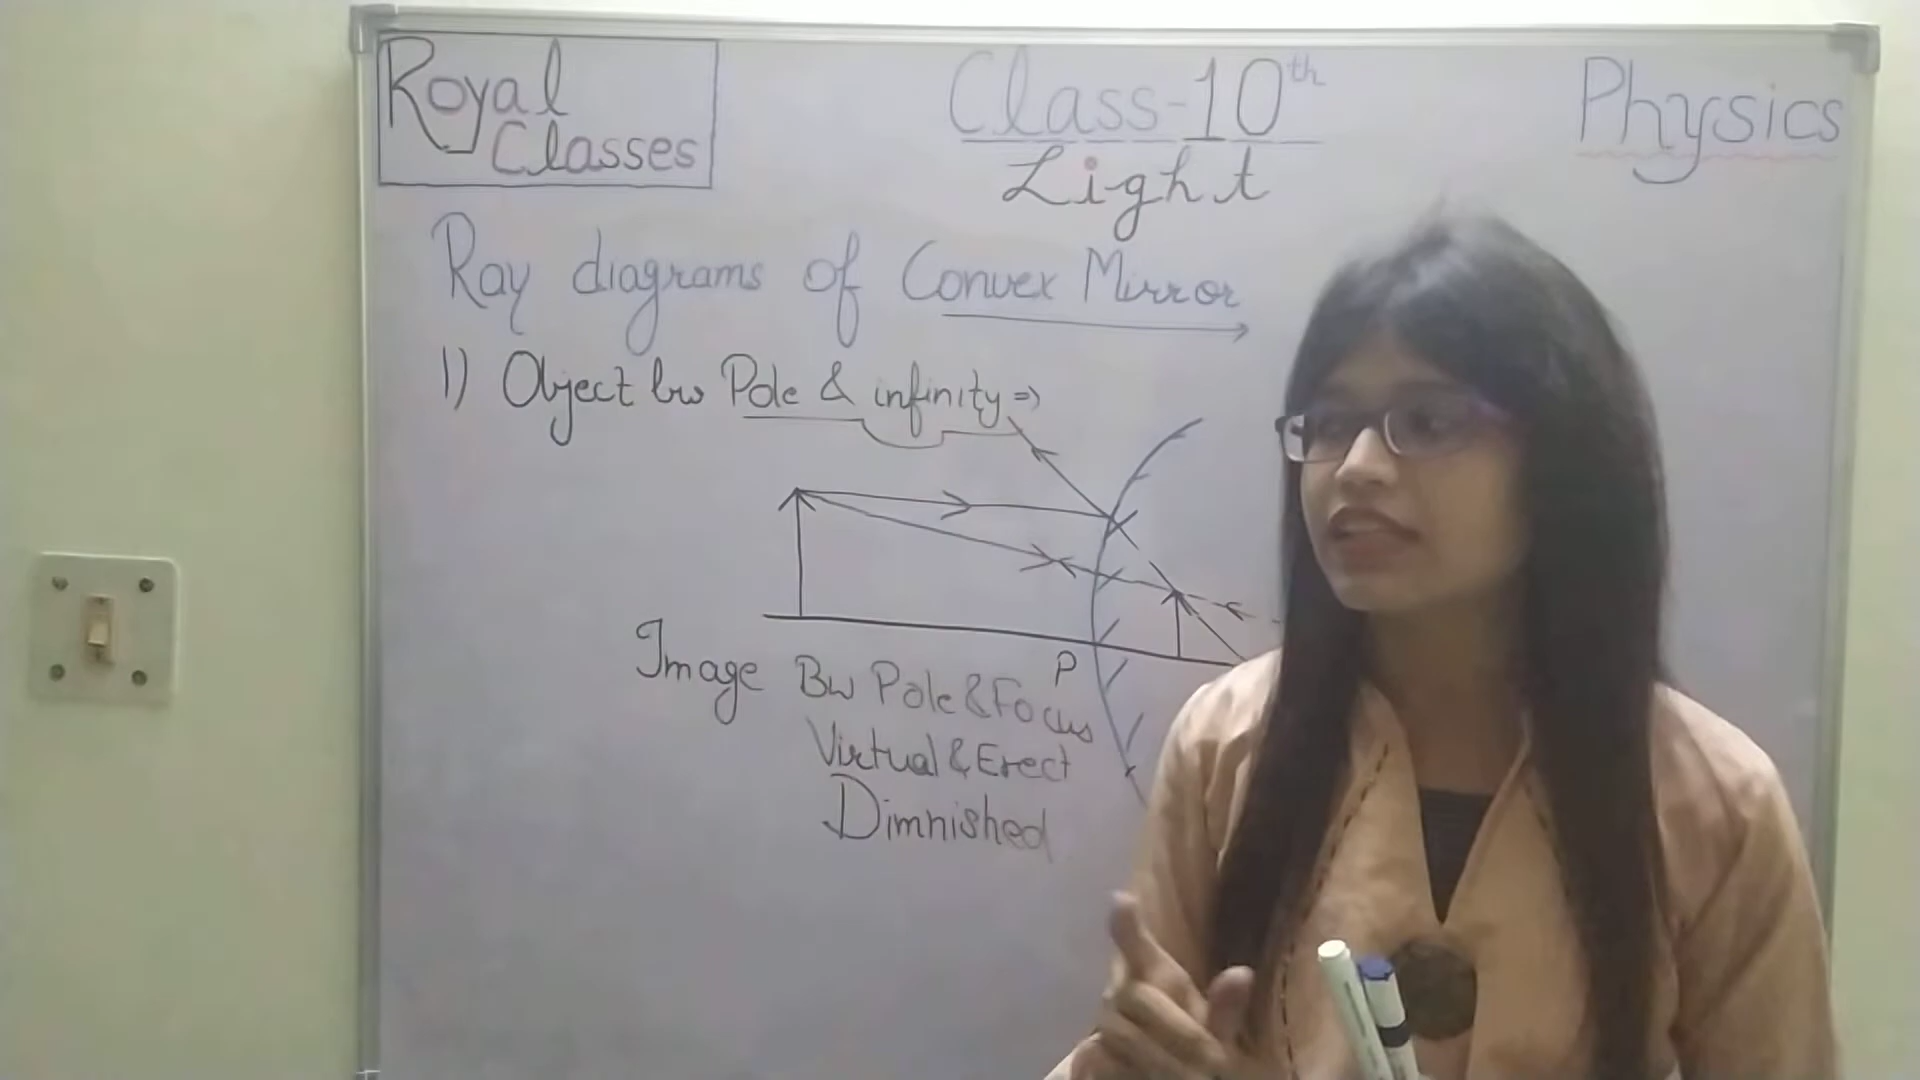 Royal
Classes
Class-10th
Light
Physics
Ray diagrams of Convex Mirror
1) Object bw Pole & infinity =>
P
Image Bw Pole & Focus
Virtual & Erect
Dimnished